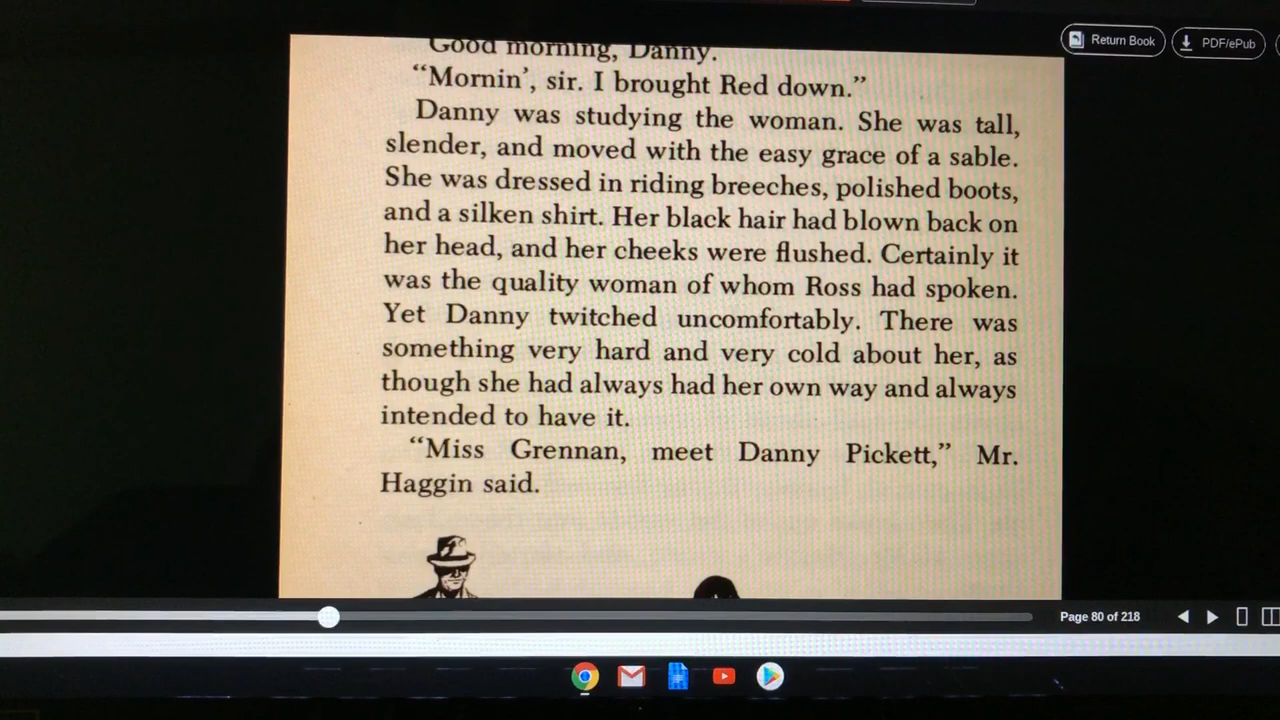 Return Book
PDF/ePub
Good morning, Danny.
“Mornin’, sir. I brought Red down.”
Danny was studying the woman. She was tall,
slender, and moved with the easy grace of a sable.
She was dressed in riding breeches, polished boots,
and a silken shirt. Her black hair had blown back on
her head, and her cheeks were flushed. Certainly it
was the quality woman of whom Ross had spoken.
Yet Danny twitched uncomfortably. There was
something very hard and very cold about her, as
though she had always had her own way and always
intended to have it.
“Miss Grennan, meet Danny Pickett,” Mr.
Haggin said.
Page 80 of 218